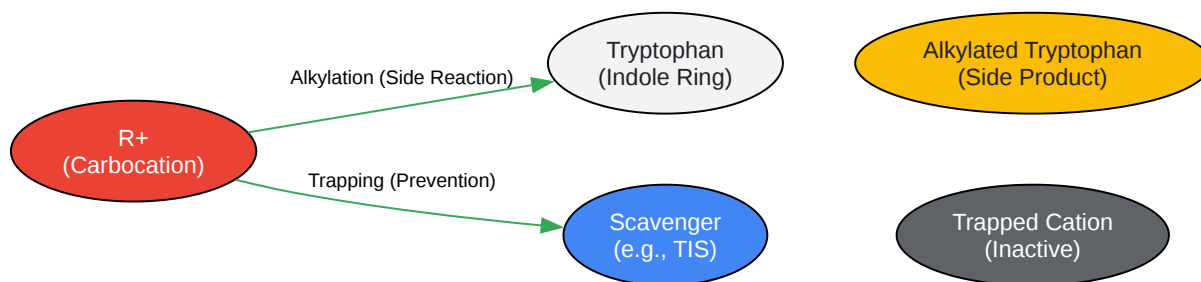 Tryptophan
(Indole Ring)
Alkylated Tryptophan
(Side Product)
Alkylation (Side Reaction)
R+
(Carbocation)
Trapping (Prevention)
Scavenger
(e.g., TIS)
Trapped Cation
(Inactive)